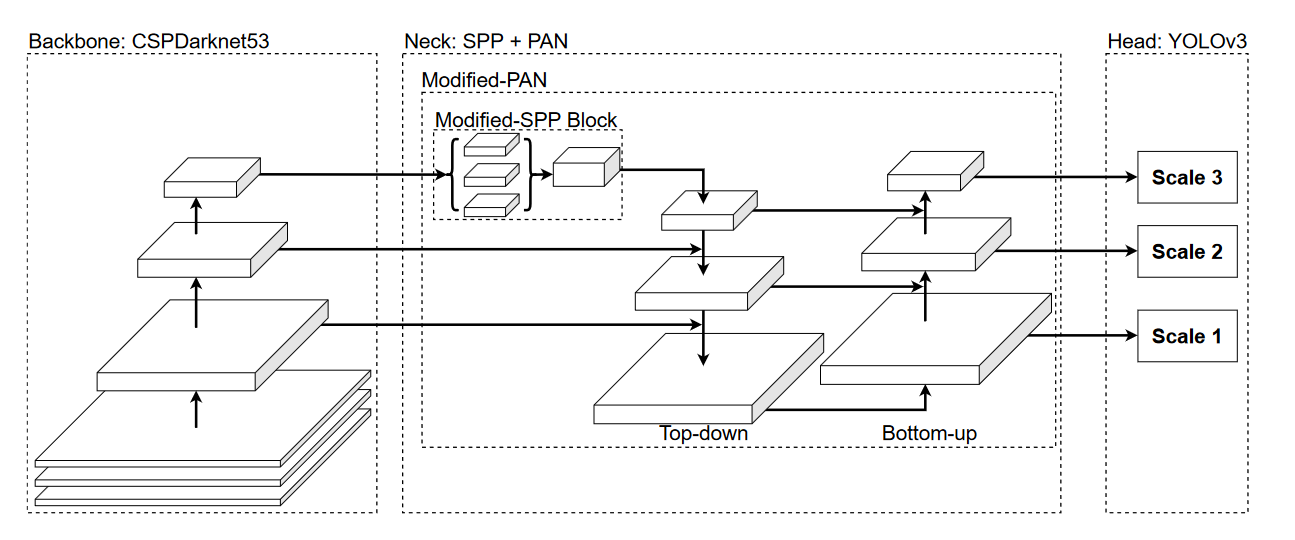 Backbone: CSPDarknet53
Neck: SPP + PAN
Head: YOLOv3
Modified-PAN
Modified-SPP Block
Scale 3
Scale 2
Scale 1
Top-down
Bottom-up